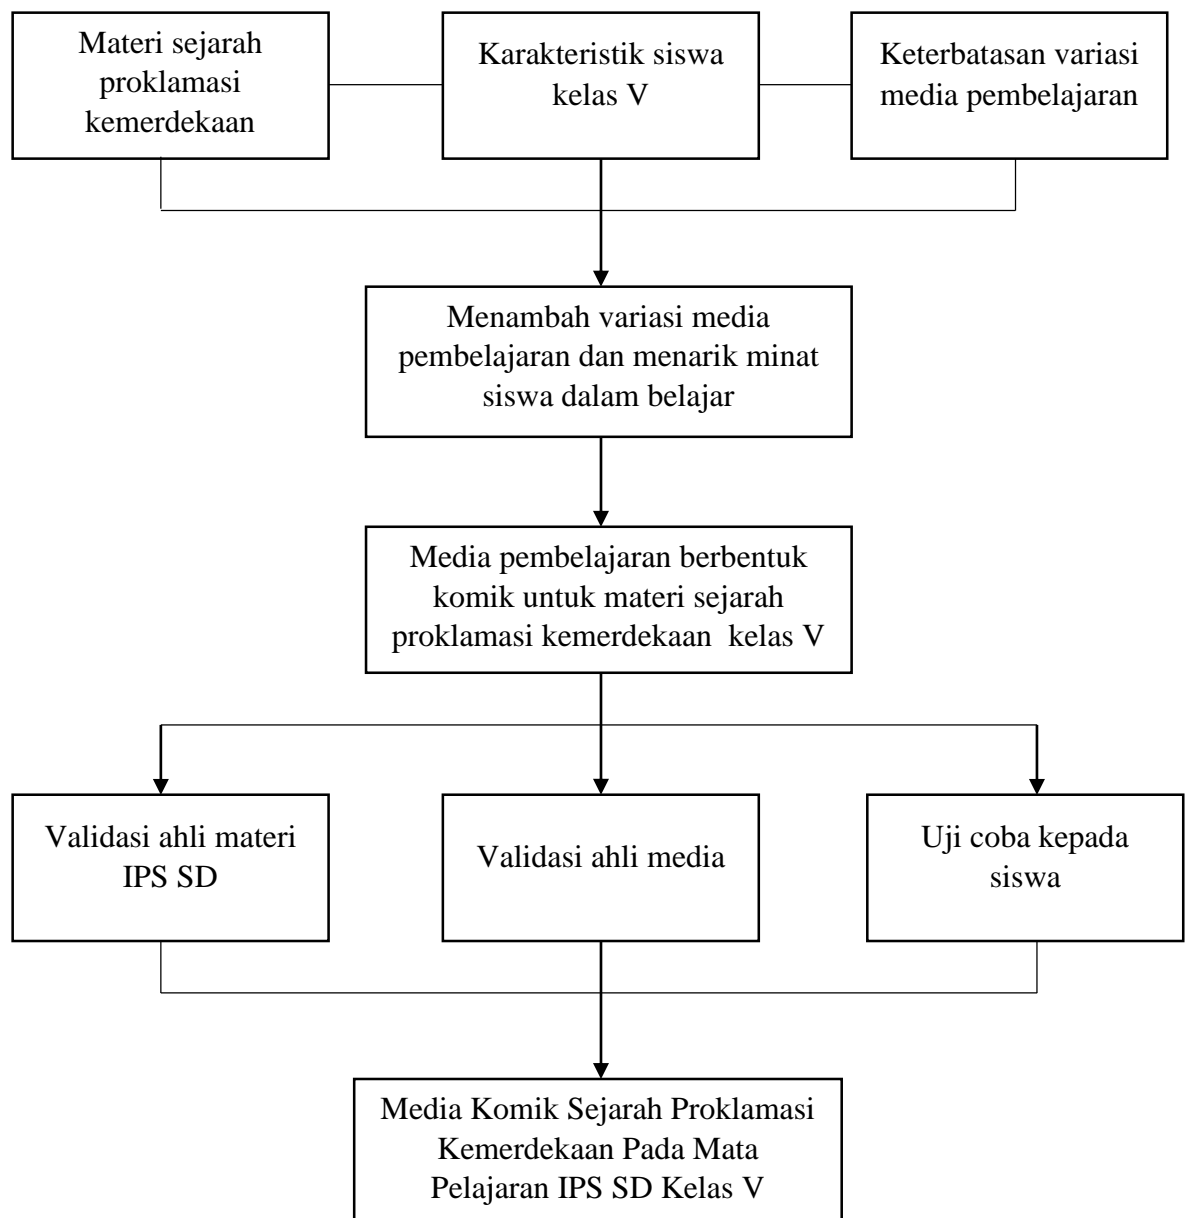 Materi sejarah
proklamasi
kemerdekaan
Karakteristik siswa
kelas V
Keterbatasan variasi
media pembelajaran
Menambah variasi media
pembelajaran dan menarik minat
siswa dalam belajar
Media pembelajaran berbentuk
komik untuk materi sejarah
proklamasi kemerdekaan  kelas V
Validasi ahli materi
IPS SD
Validasi ahli media
Uji coba kepada
siswa
Media Komik Sejarah Proklamasi
Kemerdekaan Pada Mata
Pelajaran IPS SD Kelas V